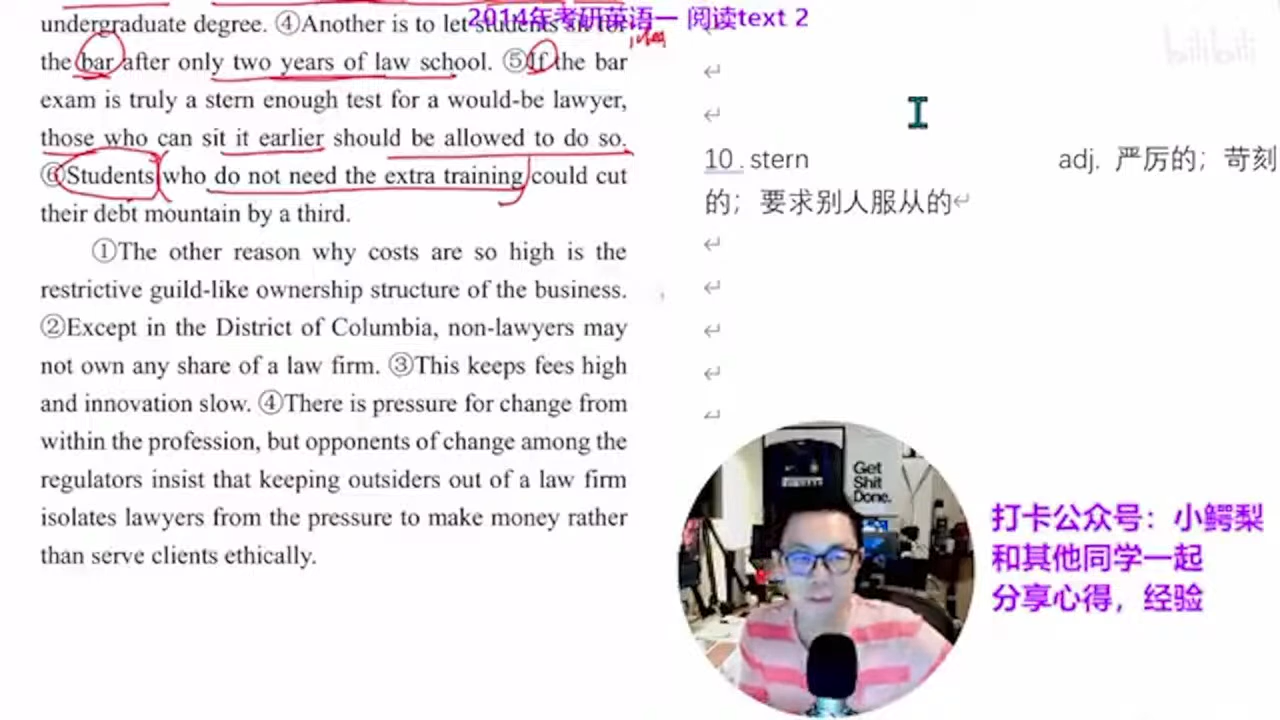 2014年考研英语一 阅读text 2
undergraduate degree. ④Another is to let students sit for
the bar after only two years of law school. ⑤If the bar
exam is truly a stern enough test for a would-be lawyer,
those who can sit it earlier should be allowed to do so.
⑥Students who do not need the extra training could cut
their debt mountain by a third.
①The other reason why costs are so high is the
restrictive guild-like ownership structure of the business.
②Except in the District of Columbia, non-lawyers may
not own any share of a law firm. ③This keeps fees high
and innovation slow. ④There is pressure for change from
within the profession, but opponents of change among the
regulators insist that keeping outsiders out of a law firm
isolates lawyers from the pressure to make money rather
than serve clients ethically.
bilibili
10 . stern adj. 严厉的；苛刻
的；要求别人服从的
Get
Shit
Done.
打卡公众号：小鳄梨
和其他同学一起
分享心得，经验